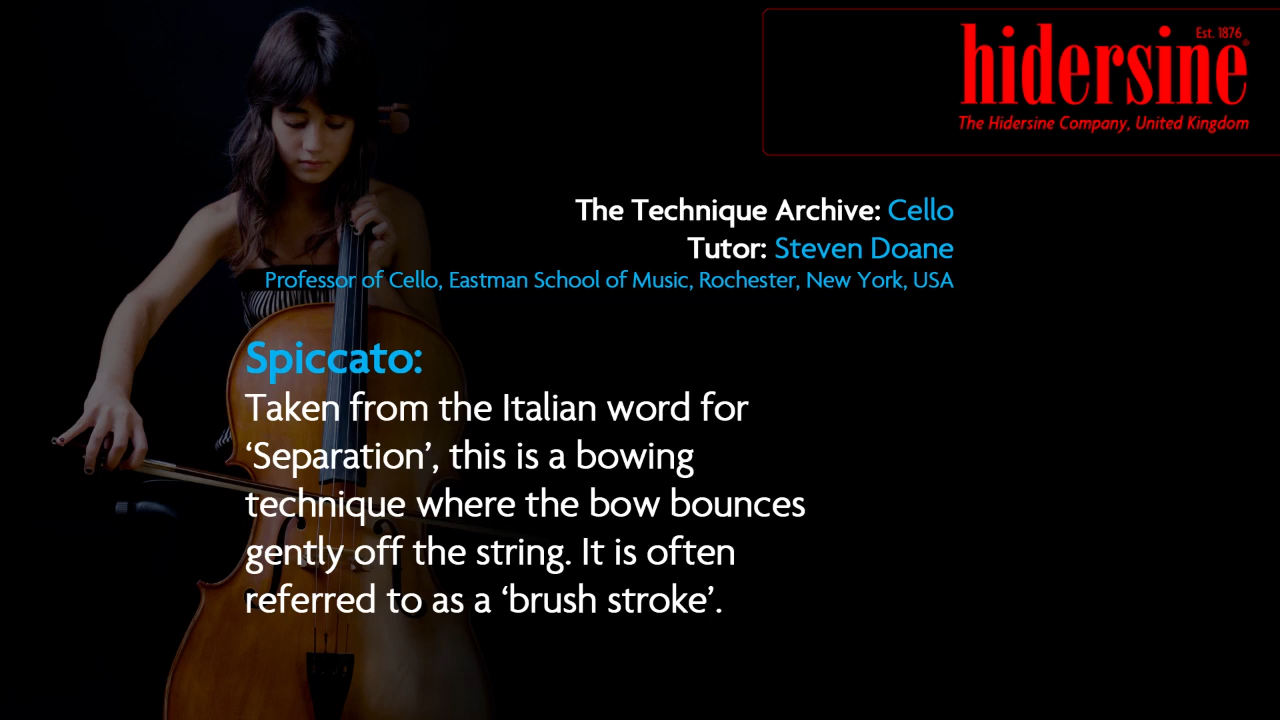 Est. 1876
hidersine®
The Hidersine Company, United Kingdom
The Technique Archive: Cello
Tutor: Steven Doane
Professor of Cello, Eastman School of Music, Rochester, New York, USA
Spiccato:
Taken from the Italian word for
‘Separation’, this is a bowing
technique where the bow bounces
gently off the string. It is often
referred to as a ‘brush stroke’.